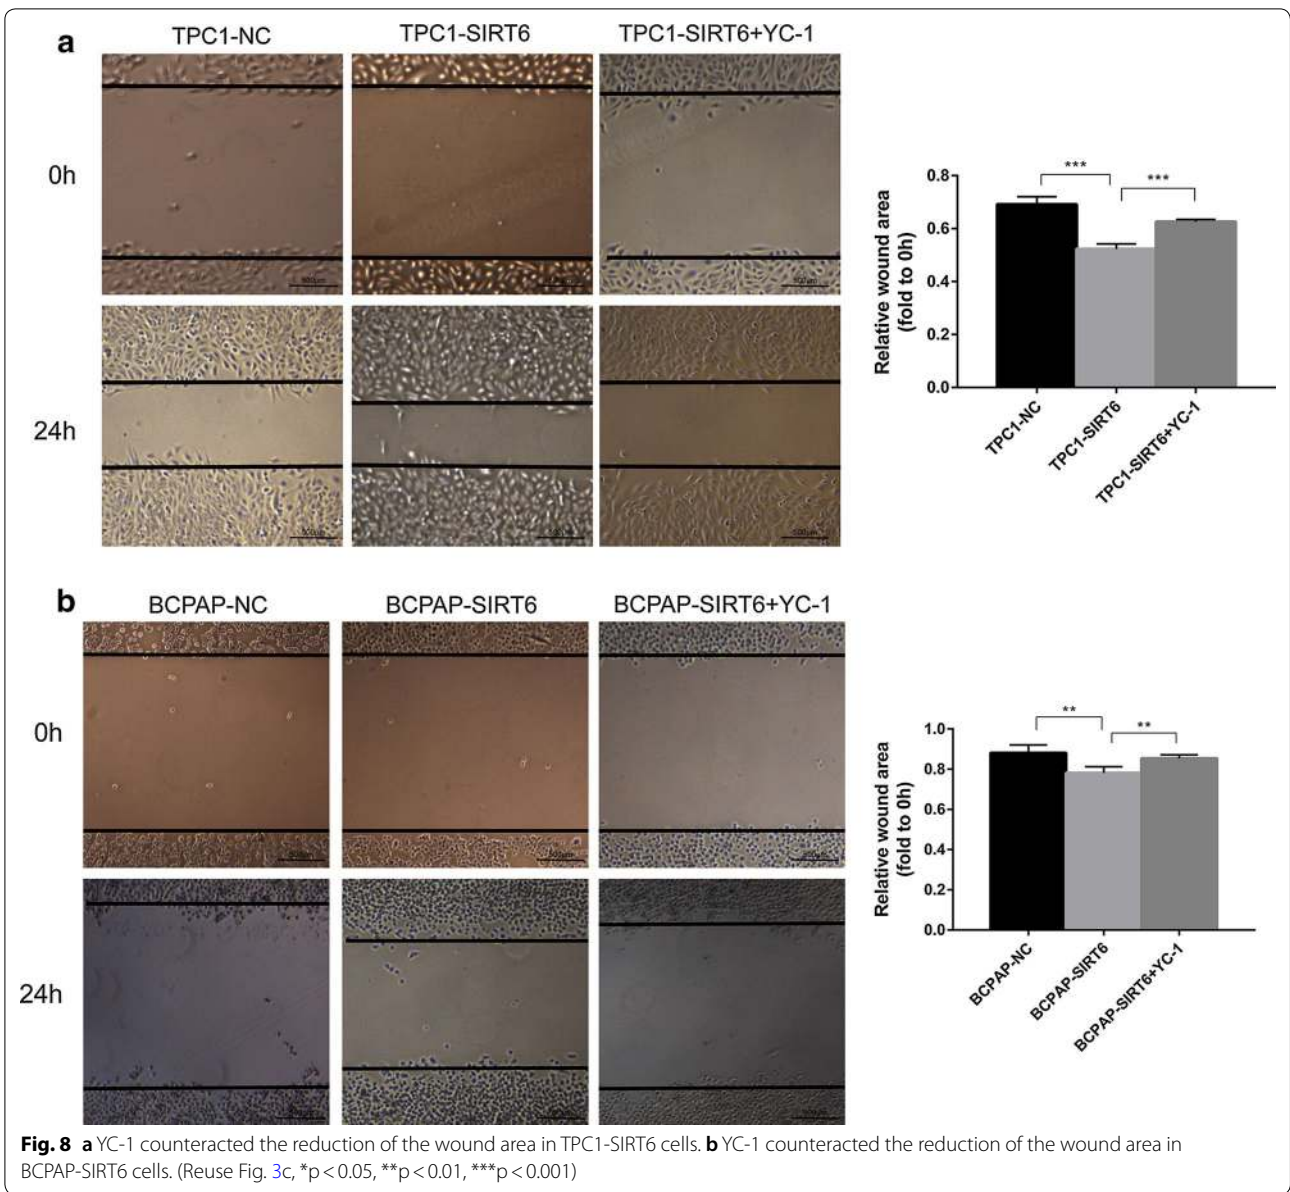 a
TPC1-NC TPC1-SIRT6 TPC1-SIRT6+YC-1
0h
500μm
24h
500μm 500μm 500μm
Relative wound area
(fold to 0h)
0.8
0.6
0.4
0.2
0.0
*** ***
TPC1-NC
TPC1-SIRT6
TPC1-SIRT6+YC-1
b
BCPAP-NC BCPAP-SIRT6 BCPAP-SIRT6+YC-1
0h
24h
Relative wound area
(fold to 0h)
1.0
0.8
0.6
0.4
0.2
0.0
** **
BCPAP-NC
BCPAP-SIRT6
BCPAP-SIRT6+YC-1
Fig. 8 a YC-1 counteracted the reduction of the wound area in TPC1-SIRT6 cells. b YC-1 counteracted the reduction of the wound area in
BCPAP-SIRT6 cells. (Reuse Fig. 3c, *p < 0.05, **p < 0.01, ***p < 0.001)